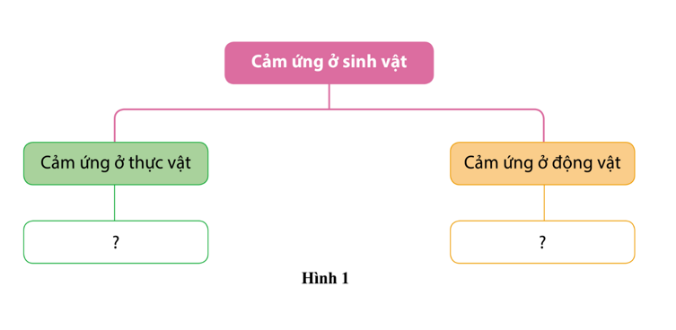 Cảm ứng ở sinh vật
Cảm ứng ở thực vật
Cảm ứng ở động vật
?
?
Hình 1